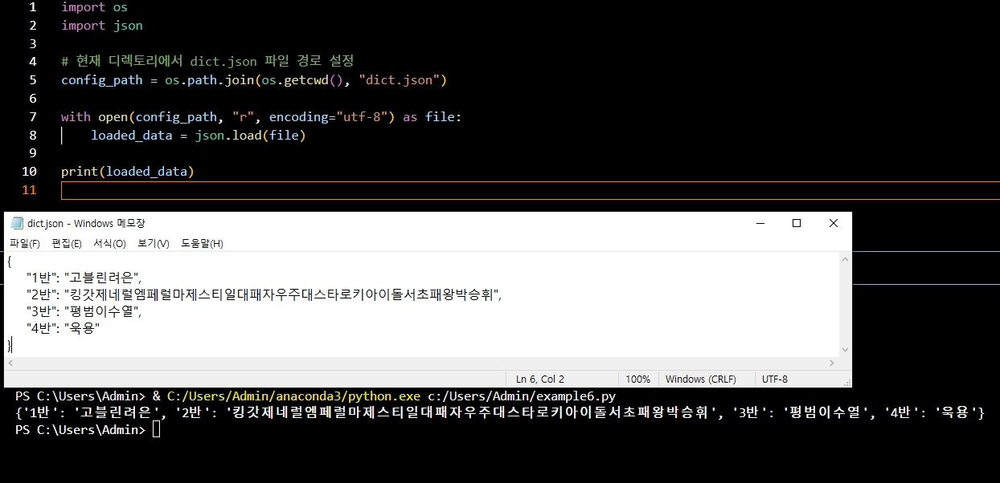 1 import os
2 import json
3
4 # 현재 디렉토리에서 dict.json 파일 경로 설정
5 config_path = os.path.join(os.getcwd(), "dict.json")
6
7 with open(config_path, "r", encoding="utf-8") as file:
8     loaded_data = json.load(file)
9
10 print(loaded_data)
11
dict.json - Windows 메모장
파일(F) 편집(E) 서식(O) 보기(V) 도움말(H)
{
"1반": "고블린려은",
"2반": "킹갓제네럴엠페럴마제스티일대패자우주대스타로키아이돌서초패왕박승휘",
"3반": "평범이수열",
"4반": "욱용"
}
Ln 6, Col 2 100% Windows (CRLF) UTF-8
PS C:\Users\Admin> & C:/Users/Admin/anaconda3/python.exe c:/Users/Admin/example6.py
{'1반': '고블린려은', '2반': '킹갓제네럴엠페럴마제스티일대패자우주대스타로키아이돌서초패왕박승휘', '3반': '평범이수열', '4반': '욱용'}
PS C:\Users\Admin>